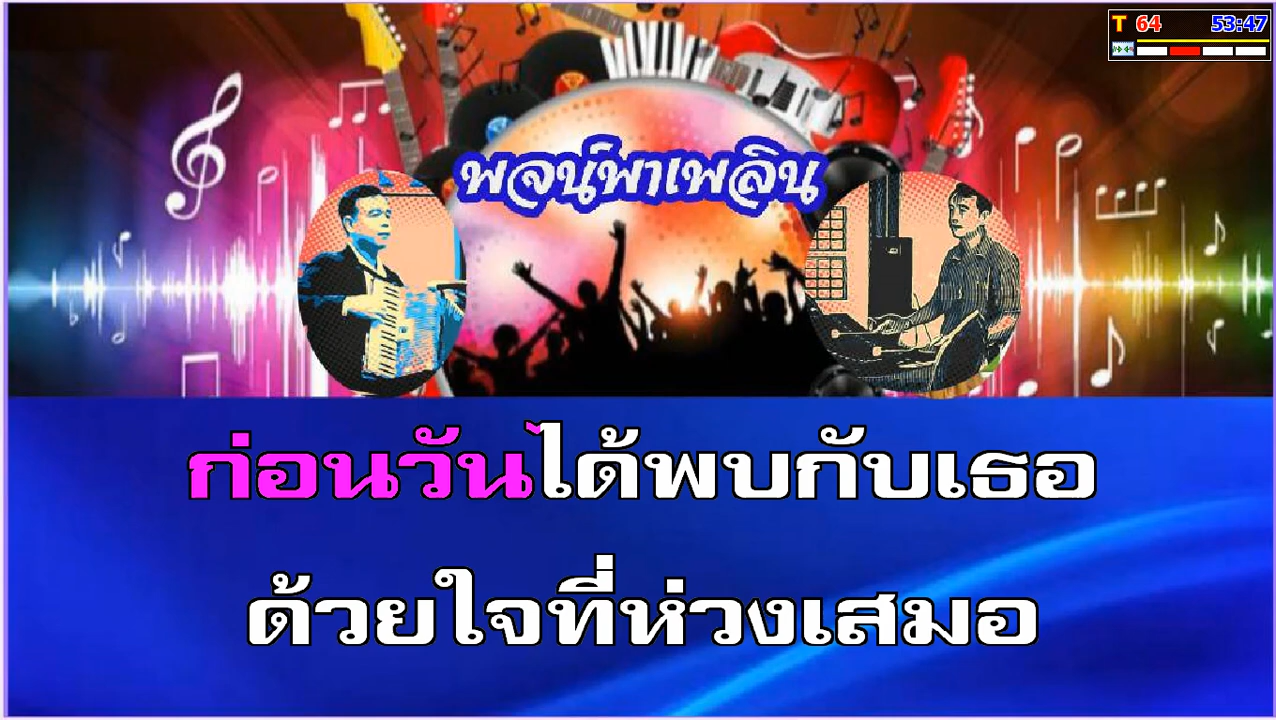 T 64 53:47
พจน์พาเพลิน
ก่อนวันได้พบกับเธอ
ด้วยใจที่ห่วงเสมอ